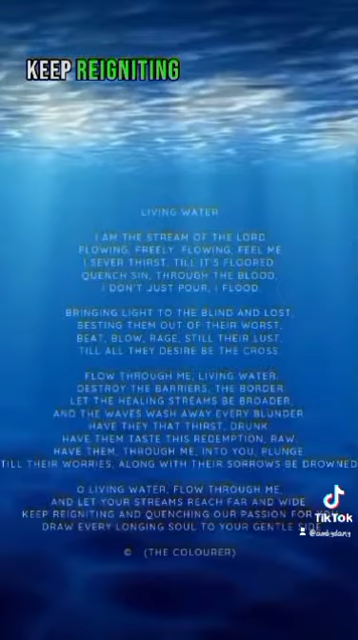 KEEP REIGNITING
LIVING WATER
I AM THE STREAM OF THE LORD
FLOWING, FREELY FLOWING, FEEL ME
I SEVER THIRST, TILL IT'S FLOORED
QUENCH SIN, THROUGH THE BLOOD,
I DON'T JUST POUR, I FLOOD.
BRINGING LIGHT TO THE BLIND AND LOST,
BESTING THEM OUT OF THEIR WORST,
BEAT, BLOW, RAGE, STILL THEIR LUST,
TILL ALL THEY DESIRE BE THE CROSS.
FLOW THROUGH ME, LIVING WATER.
DESTROY THE BARRIERS, THE BORDER.
LET THE HEALING STREAMS BE BROADER,
AND THE WAVES WASH AWAY EVERY BLUNDER
HAVE THEY THAT THIRST, DRUNK
HAVE THEM TASTE THIS REDEMPTION, RAW.
HAVE THEM, THROUGH ME, INTO YOU, PLUNGE
TILL THEIR WORRIES, ALONG WITH THEIR SORROWS BE DROWNED
O LIVING WATER, FLOW THROUGH ME,
AND LET YOUR STREAMS REACH FAR AND WIDE
KEEP REIGNITING AND QUENCHING OUR PASSION FOR
DRAW EVERY LONGING SOUL TO YOUR GENTLE SIDE
© (THE COLOURER)
TikTok